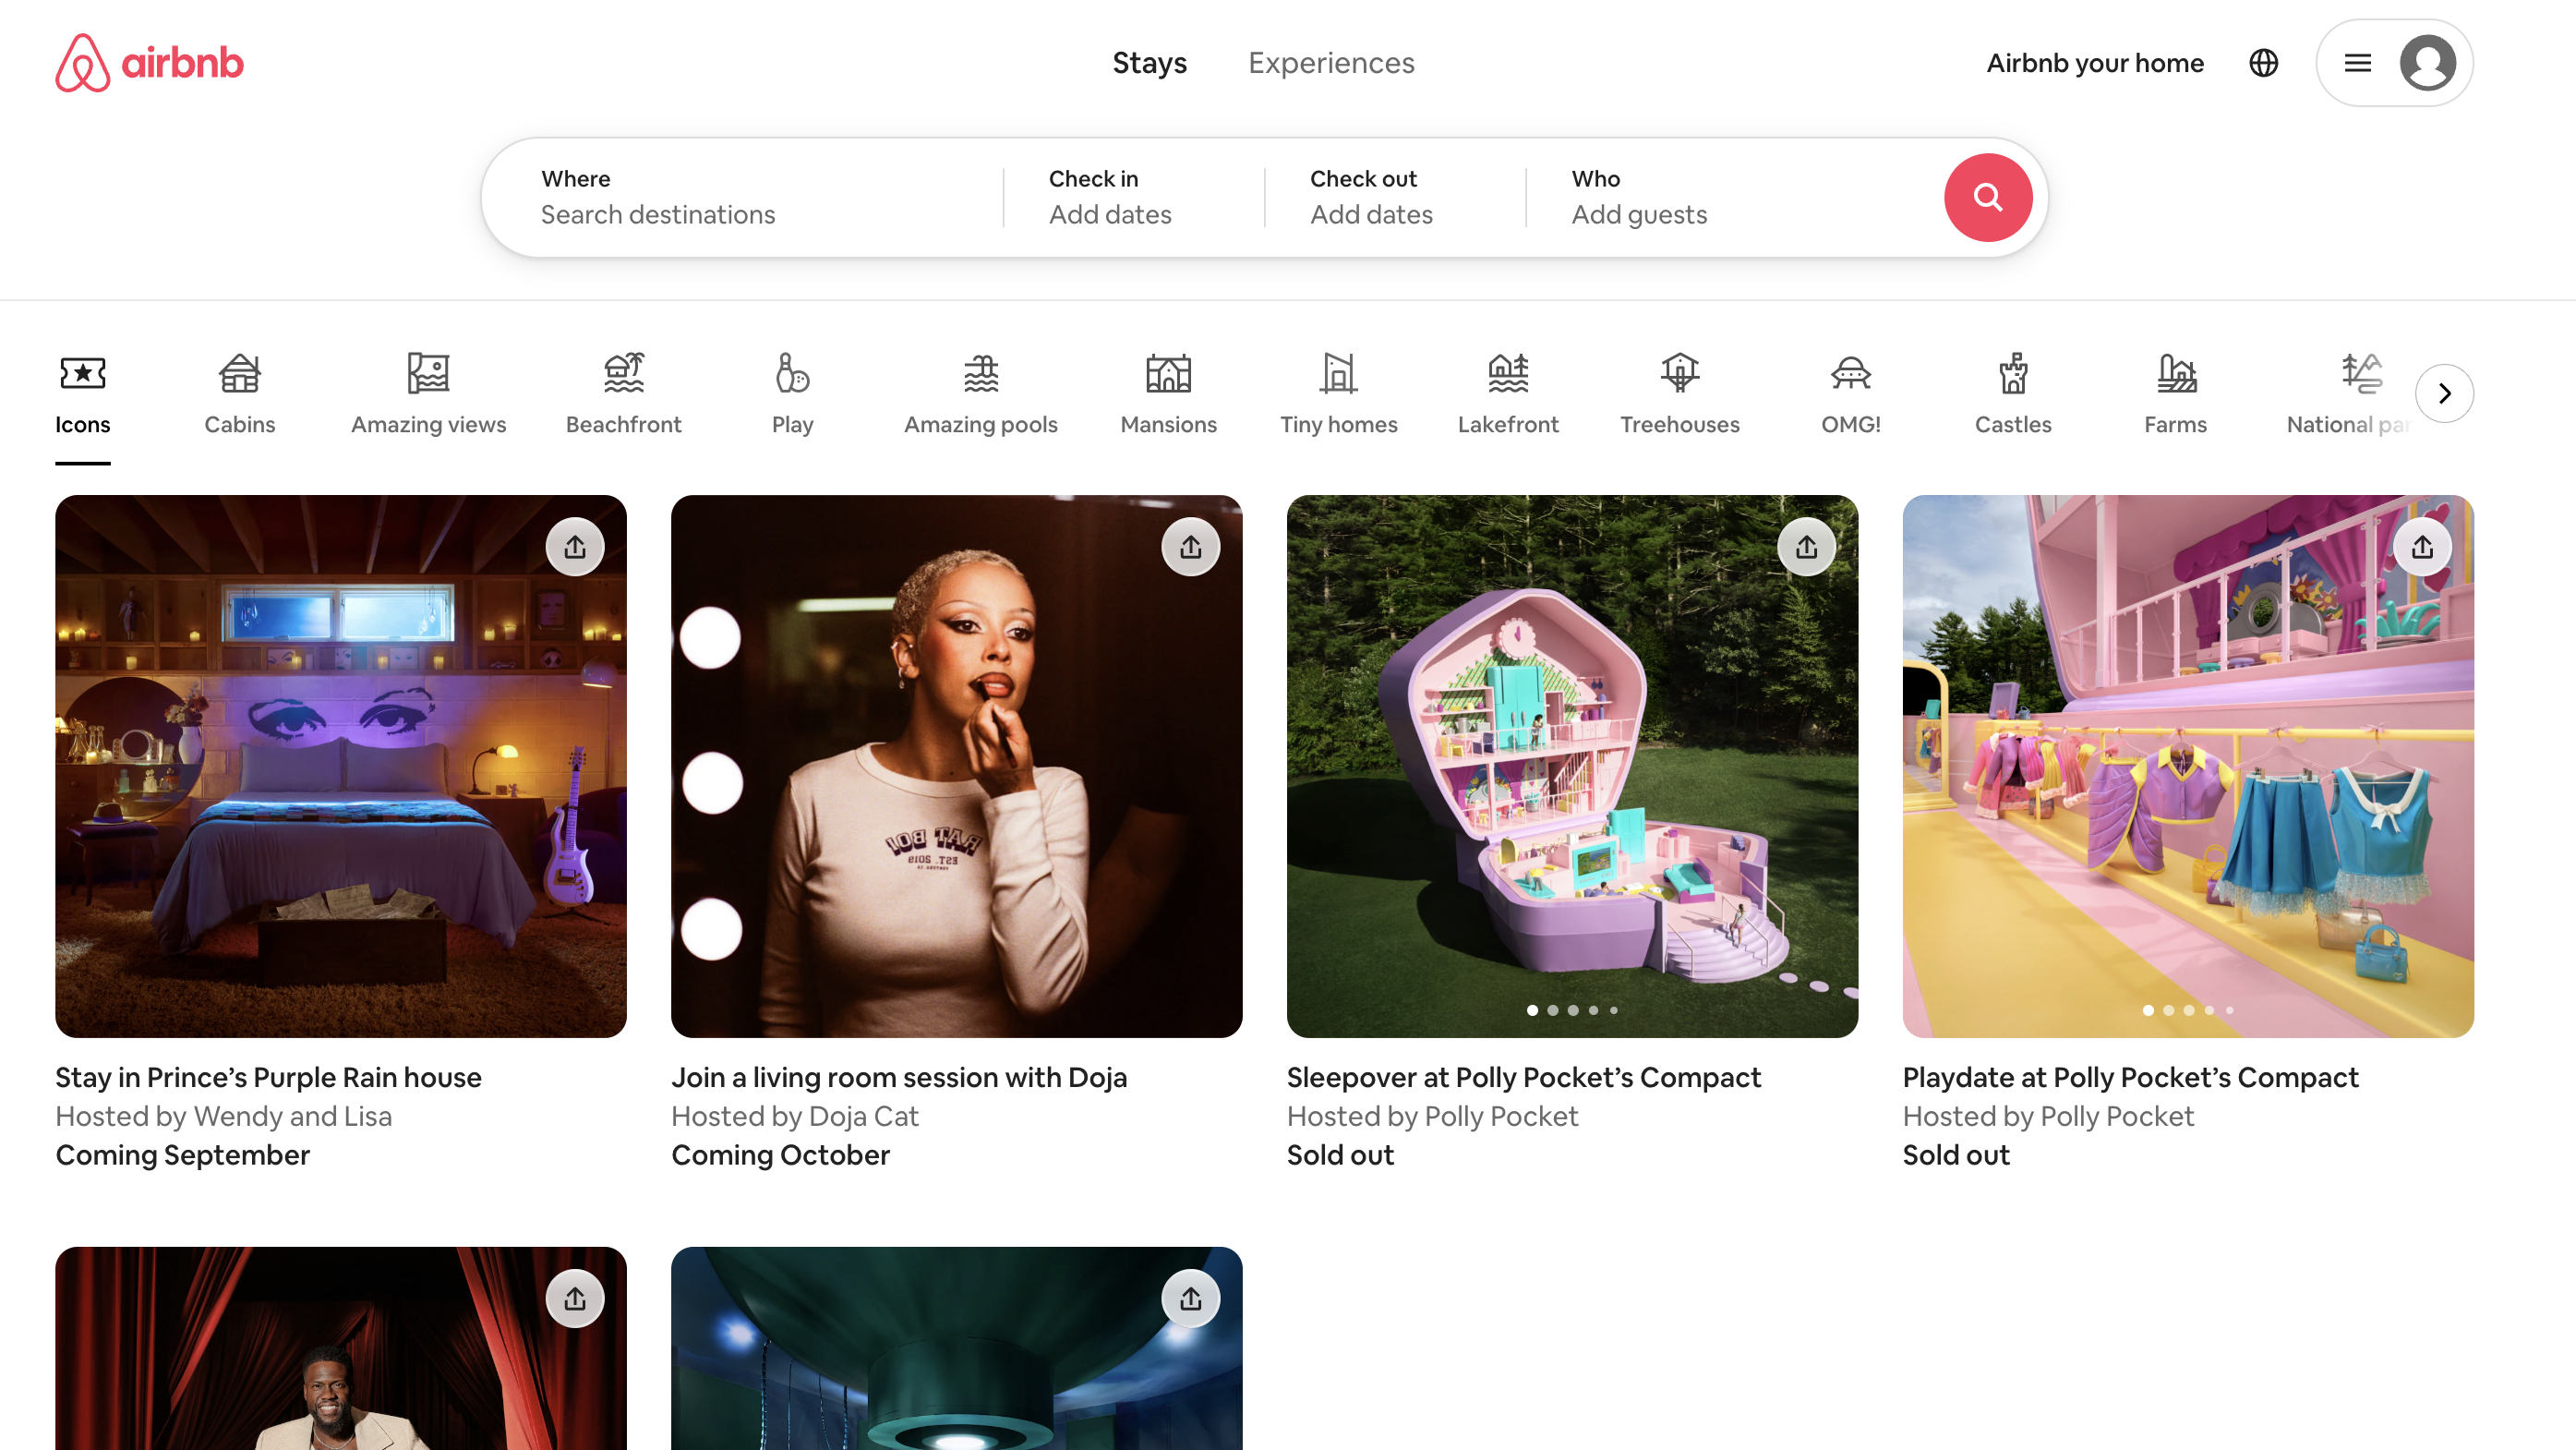 airbnb
Stays
Experiences
Airbnb your home
Where
Search destinations
Check in
Add dates
Check out
Add dates
Who
Add guests
Icons
Cabins
Amazing views
Beachfront
Play
Amazing pools
Mansions
Tiny homes
Lakefront
Treehouses
OMG!
Castles
Farms
National par
RAT BOI
EST. 2019
Stay in Prince’s Purple Rain house
Hosted by Wendy and Lisa
Coming September
Join a living room session with Doja
Hosted by Doja Cat
Coming October
Sleepover at Polly Pocket’s Compact
Hosted by Polly Pocket
Sold out
Playdate at Polly Pocket’s Compact
Hosted by Polly Pocket
Sold out